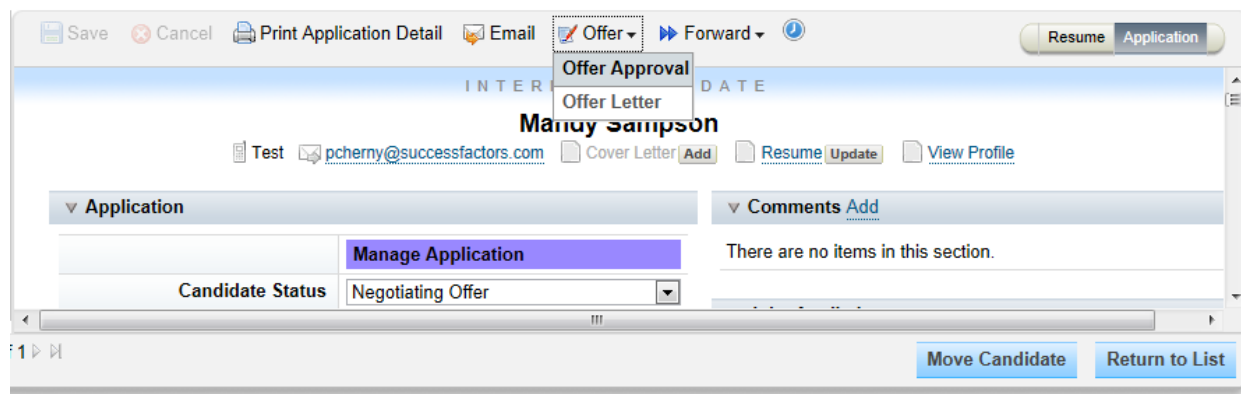 Save Cancel Print Application Detail Email Offer Forward Resume Application
Offer Approval
INTER DATE
Offer Letter
Mandy Sampson
Test pcherny@successfactors.com Cover Letter Add Resume Update View Profile
Application Comments Add
Manage Application There are no items in this section.
Candidate Status Negotiating Offer
1
Move Candidate Return to List